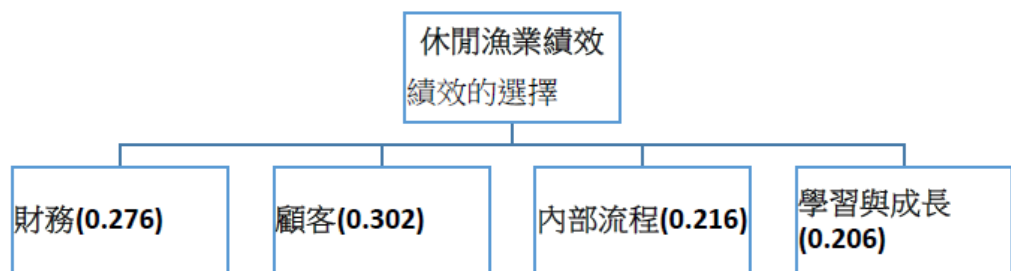 休閒漁業績效
績效的選擇
財務(0.276)
顧客(0.302)
內部流程(0.216)
學習與成長
(0.206)